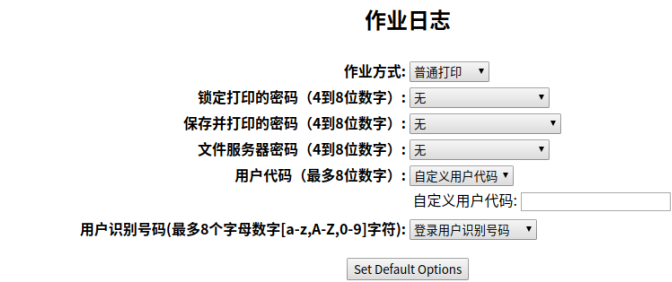 作业日志
作业方式: 普通打印
锁定打印的密码（4到8位数字）: 无
保存并打印的密码（4到8位数字）: 无
文件服务器密码（4到8位数字）: 无
用户代码（最多8位数字）: 自定义用户代码
自定义用户代码:
用户识别号码(最多8个字母数字[a-z,A-Z,0-9]字符): 登录用户识别号码
Set Default Options